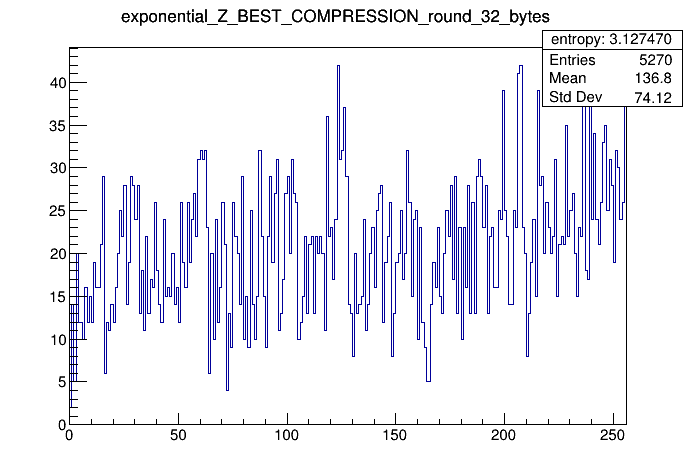 exponential_Z_BEST_COMPRESSION_round_32_bytes
entropy: 3.127470
Entries 5270
Mean 136.8
Std Dev 74.12
40
35
30
25
20
15
10
5
0
0 50 100 150 200 250